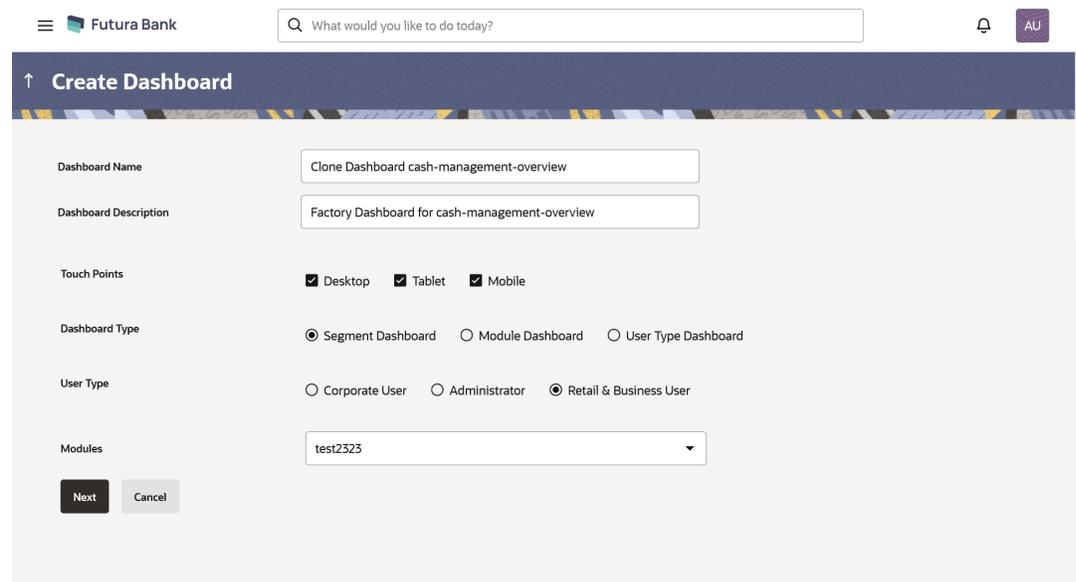 Futura Bank
What would you like to do today?
AU
Create Dashboard
Dashboard Name
Clone Dashboard cash-management-overview
Dashboard Description
Factory Dashboard for cash-management-overview
Touch Points
Desktop Tablet Mobile
Dashboard Type
Segment Dashboard Module Dashboard User Type Dashboard
User Type
Corporate User Administrator Retail & Business User
Modules
test2323
Next Cancel